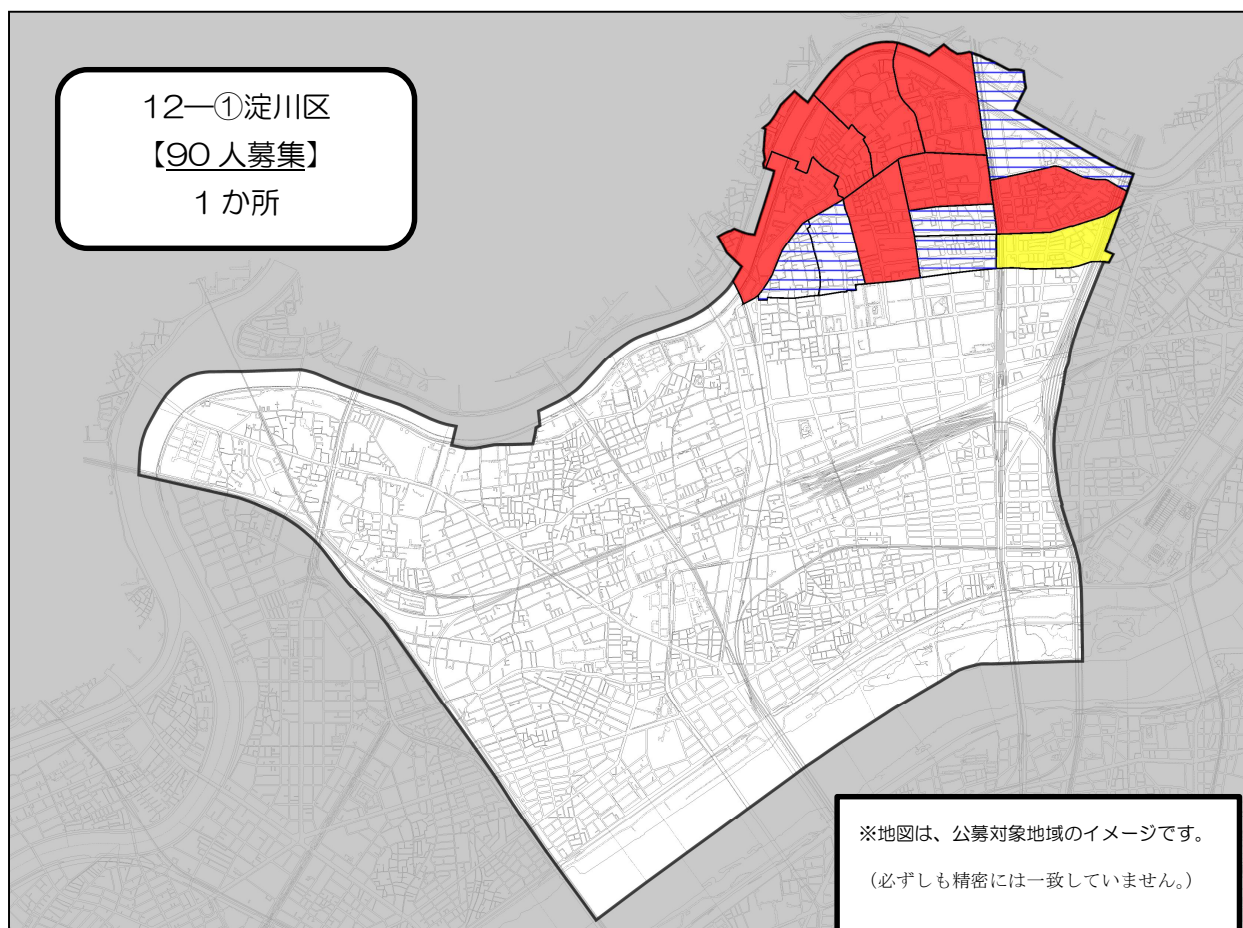 12―①淀川区
【90 人募集】
1 か所
※地図は、公募対象地域のイメージです。
（必ずしも精密には一致していません。）